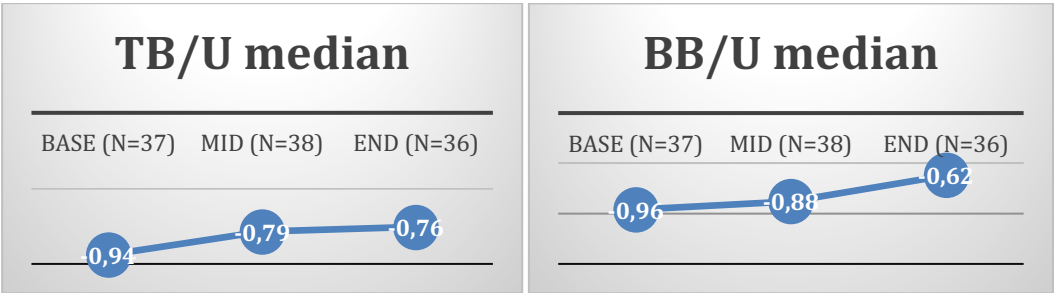 TB/U median
BASE (N=37) MID (N=38) END (N=36)
-0,94 -0,79 -0,76
BB/U median
BASE (N=37) MID (N=38) END (N=36)
-0,96 -0,88 -0,62